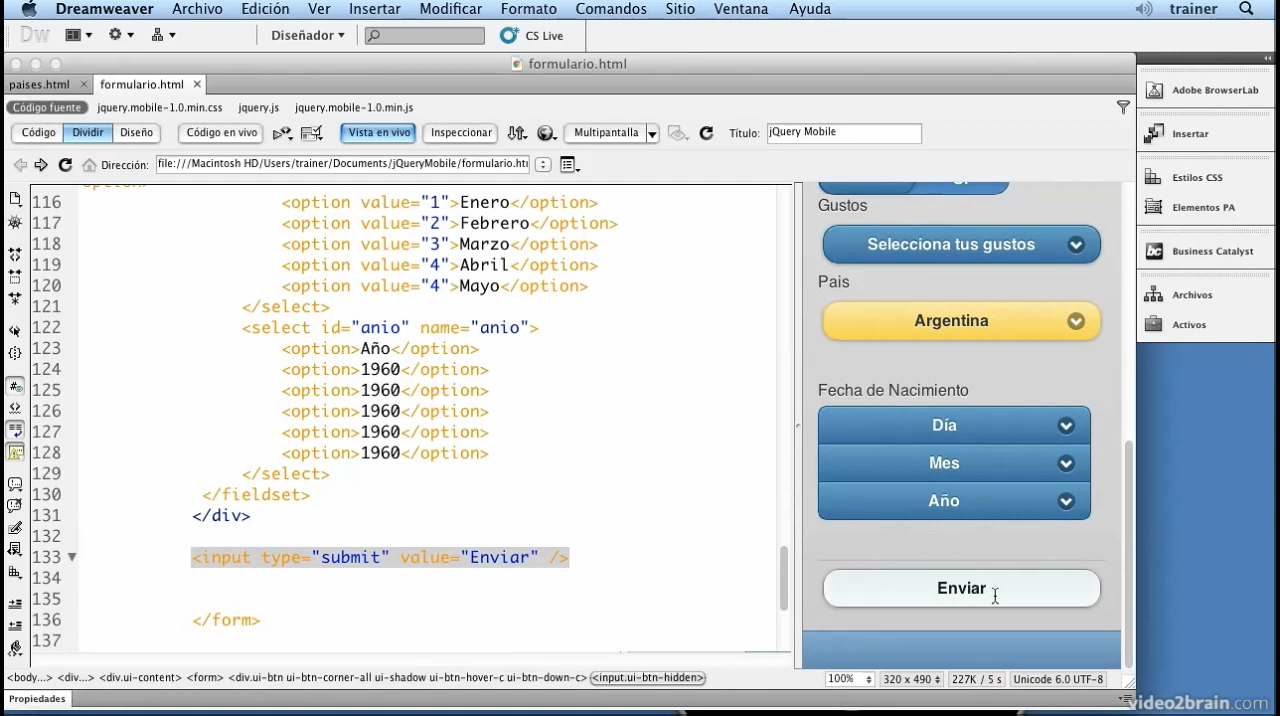 Dreamweaver Archivo Edición Ver Insertar Modificar Formato Comandos Sitio Ventana Ayuda trainer
Dw Diseñador CS Live
formulario.html
paises.html formulario.html
Código fuente jquery.mobile-1.0.min.css jquery.js jquery.mobile-1.0.min.js
Código Dividir Diseño Código en vivo Vista en vivo Inspeccionar Multipantalla Título: jQuery Mobile
Dirección: file:///Macintosh HD/Users/trainer/Documents/jQueryMobile/formulario.htm
116 <option value="1">Enero</option>
117 <option value="2">Febrero</option>
118 <option value="3">Marzo</option>
119 <option value="4">Abril</option>
120 <option value="4">Mayo</option>
121 </select>
122 <select id="anio" name="anio">
123 <option>Año</option>
124 <option>1960</option>
125 <option>1960</option>
126 <option>1960</option>
127 <option>1960</option>
128 <option>1960</option>
129 </select>
130 </fieldset>
131 </div>
132
133 <input type="submit" value="Enviar" />
134
135
136 </form>
137
Gustos
Selecciona tus gustos
Pais
Argentina
Fecha de Nacimiento
Día
Mes
Año
Enviar
Adobe BrowserLab
Insertar
Estilos CSS
Elementos PA
bc Business Catalyst
Archivos
Activos
<body...> <div...> <div.ui-content> <form> <div.ui-btn ui-btn-corner-all ui-shadow ui-btn-hover-c ui-btn-down-c> <input.ui-btn-hidden> 100% 320 x 490 227K / 5 s Unicode 6.0 UTF-8
Propiedades
video2brain.com